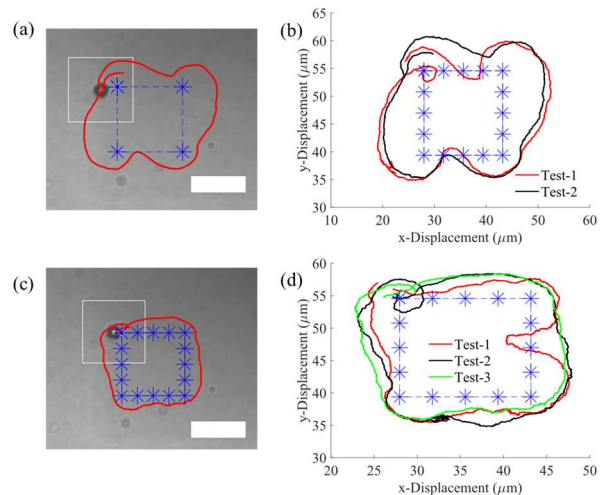 (a)
(b)
65
60
55
50
45
40
35
30
y-Displacement (μm)
Test-1
Test-2
10
20
30
40
50
60
x-Displacement (μm)
(c)
(d)
60
55
50
45
40
35
30
y-Displacement (μm)
Test-1
Test-2
Test-3
20
25
30
35
40
45
50
x-Displacement (μm)